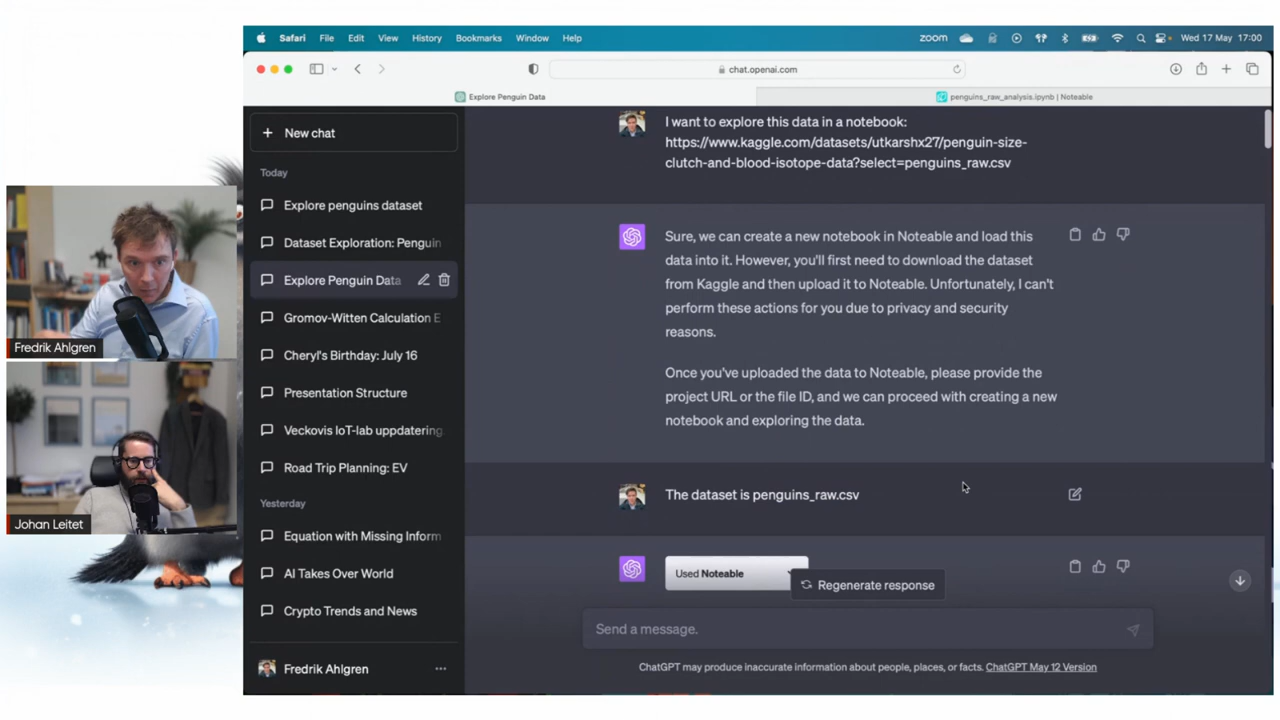 Safari File Edit View History Bookmarks Window Help
zoom
Wed 17 May 17:00
chat.openai.com
Explore Penguin Data
penguins_raw_analysis.ipynb | Noteable
New chat
Today
Explore penguins dataset
Dataset Exploration: Penguin
Explore Penguin Data
Gromov-Witten Calculation E
Cheryl's Birthday: July 16
Presentation Structure
Veckovis IoT-lab uppdatering
Road Trip Planning: EV
Yesterday
Equation with Missing Inform
AI Takes Over World
Crypto Trends and News
Fredrik Ahlgren
I want to explore this data in a notebook:
https://www.kaggle.com/datasets/utkarshx27/penguin-size-
clutch-and-blood-isotope-data?select=penguins_raw.csv
Sure, we can create a new notebook in Noteable and load this
data into it. However, you'll first need to download the dataset
from Kaggle and then upload it to Noteable. Unfortunately, I can't
perform these actions for you due to privacy and security
reasons.
Once you've uploaded the data to Noteable, please provide the
project URL or the file ID, and we can proceed with creating a new
notebook and exploring the data.
The dataset is penguins_raw.csv
Used Noteable
Regenerate response
Send a message.
ChatGPT may produce inaccurate information about people, places, or facts. ChatGPT May 12 Version
Fredrik Ahlgren
Johan Leitet